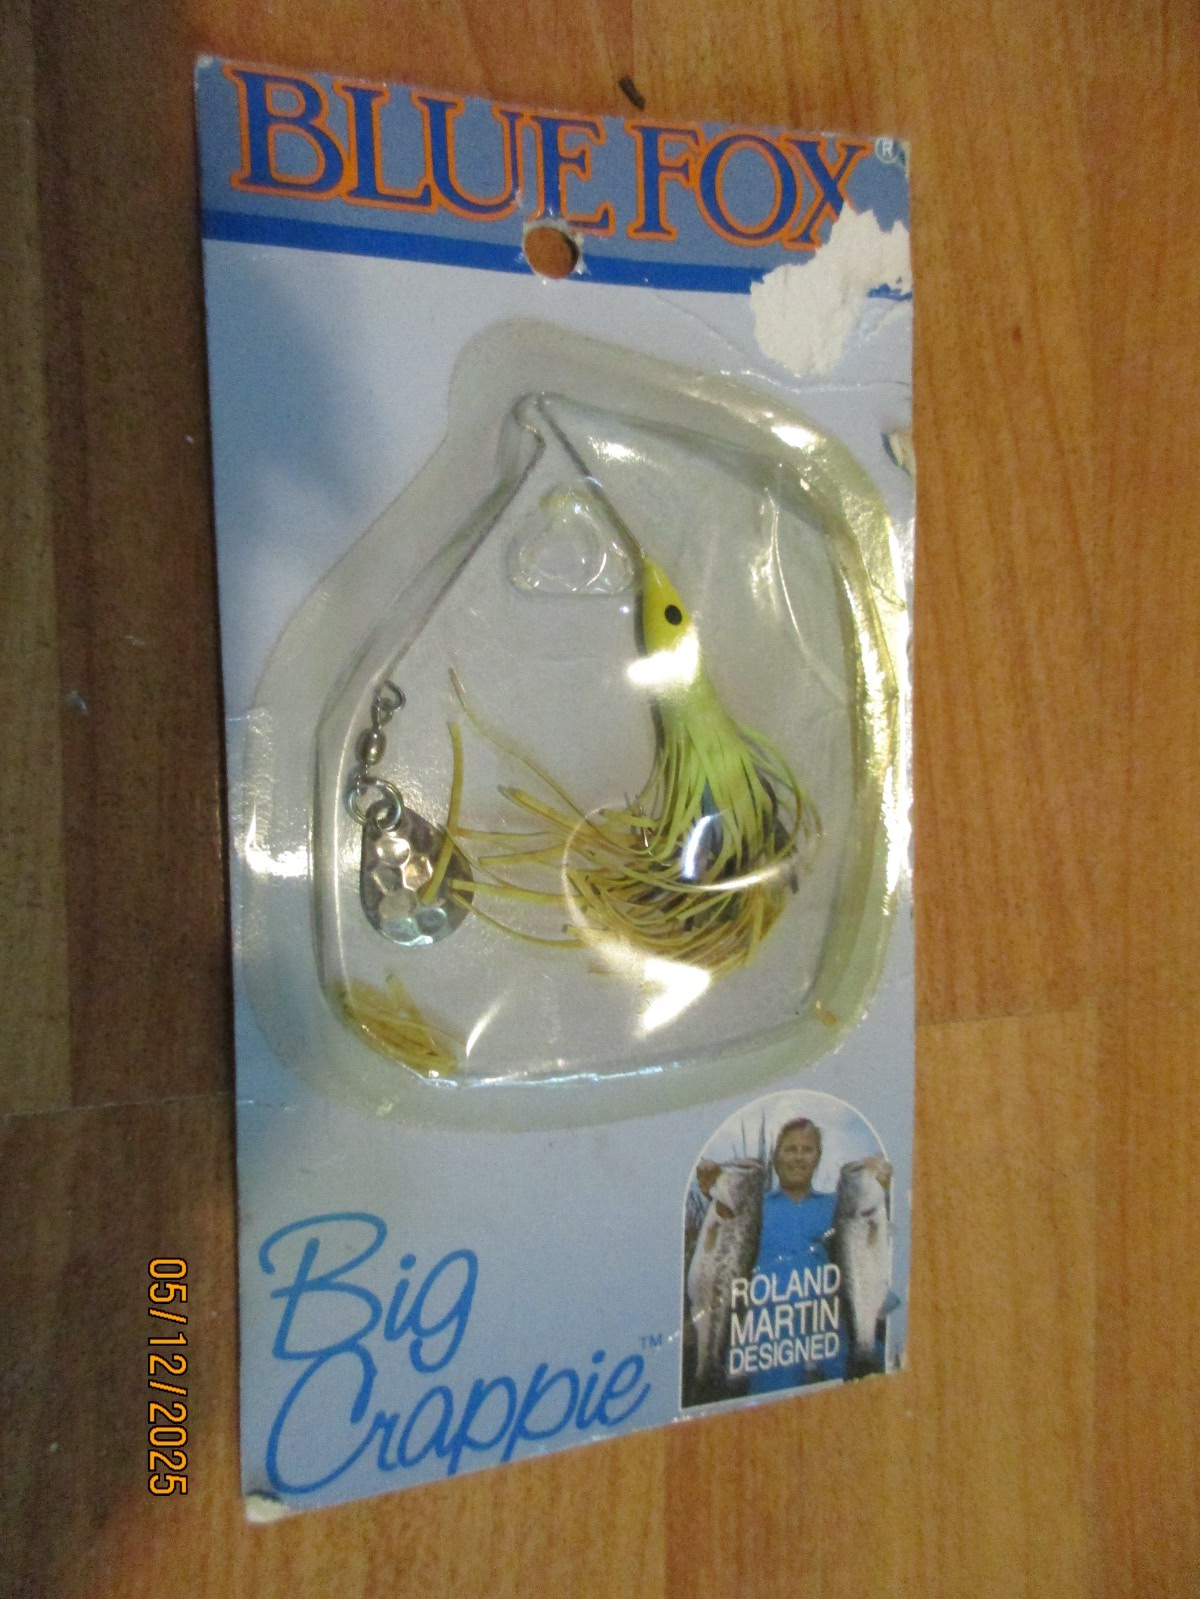 BLUE FOX®
Big
Crappie™
ROLAND
MARTIN
DESIGNED
05/12/2025